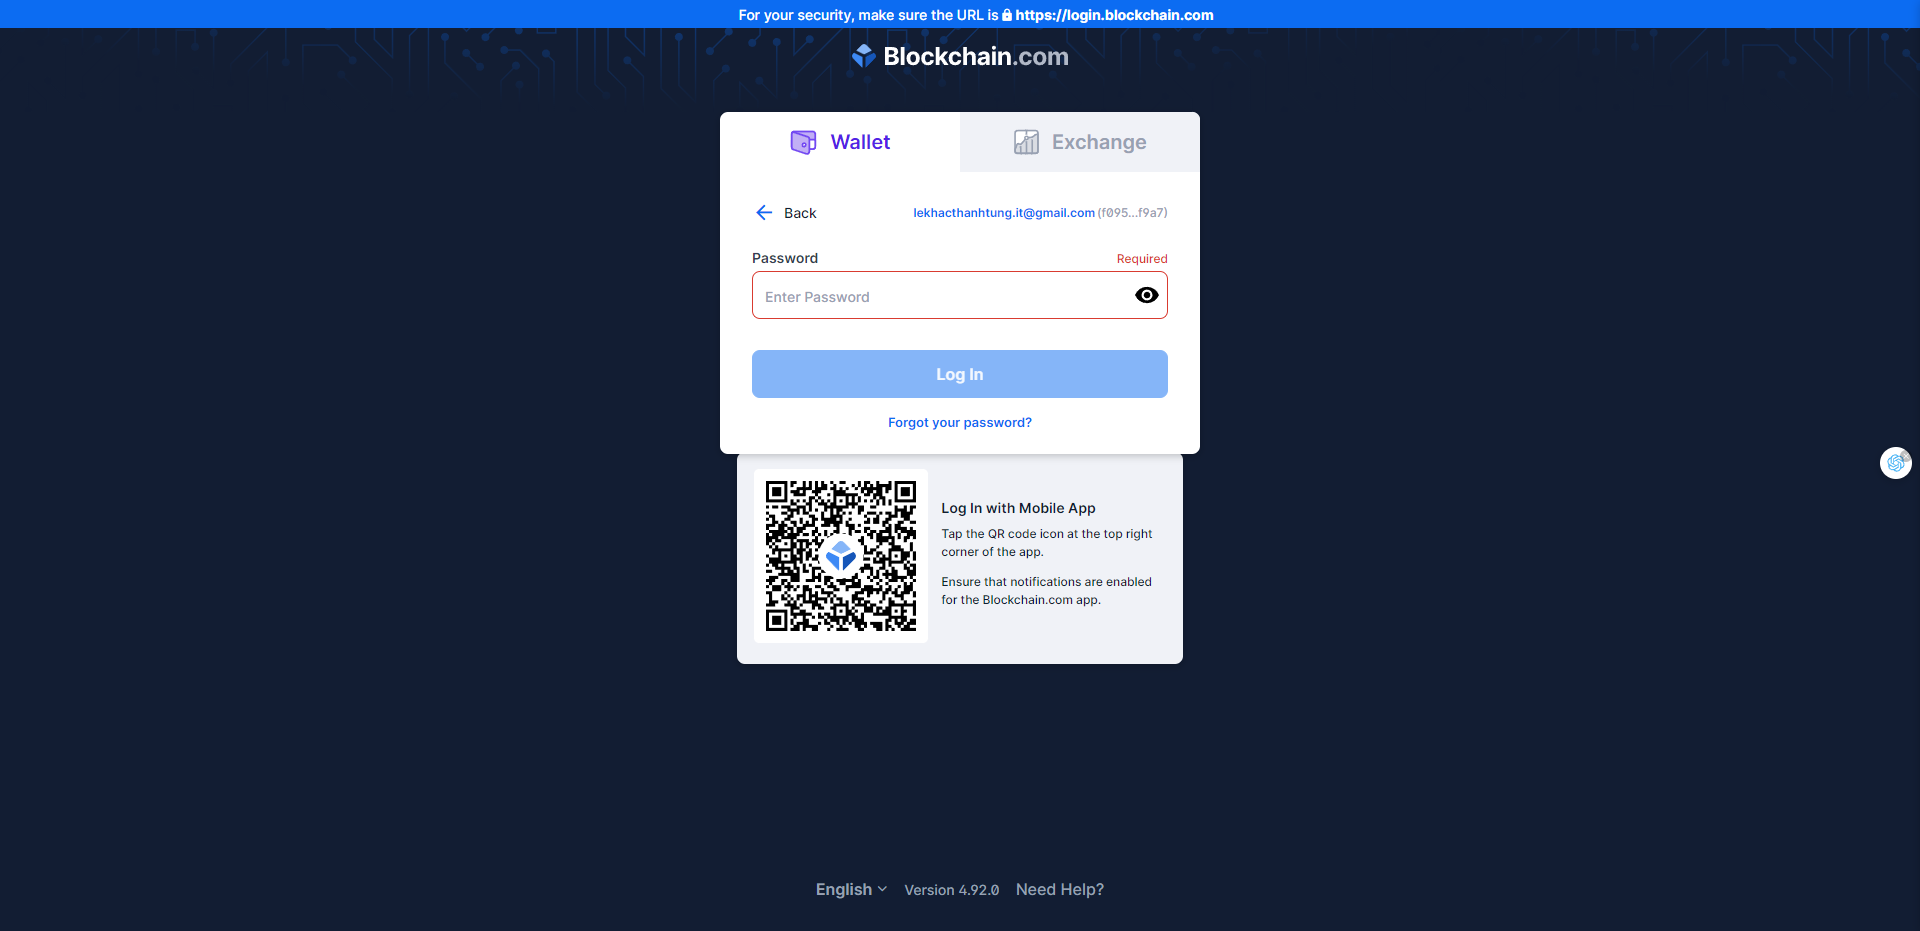 For your security, make sure the URL is https://login.blockchain.com
Blockchain.com
Wallet
Exchange
Back
lekhacthanhtung.it@gmail.com (f095...f9a7)
Password
Required
Enter Password
Log In
Forgot your password?
Log In with Mobile App
Tap the QR code icon at the top right
corner of the app.
Ensure that notifications are enabled
for the Blockchain.com app.
English
Version 4.92.0
Need Help?